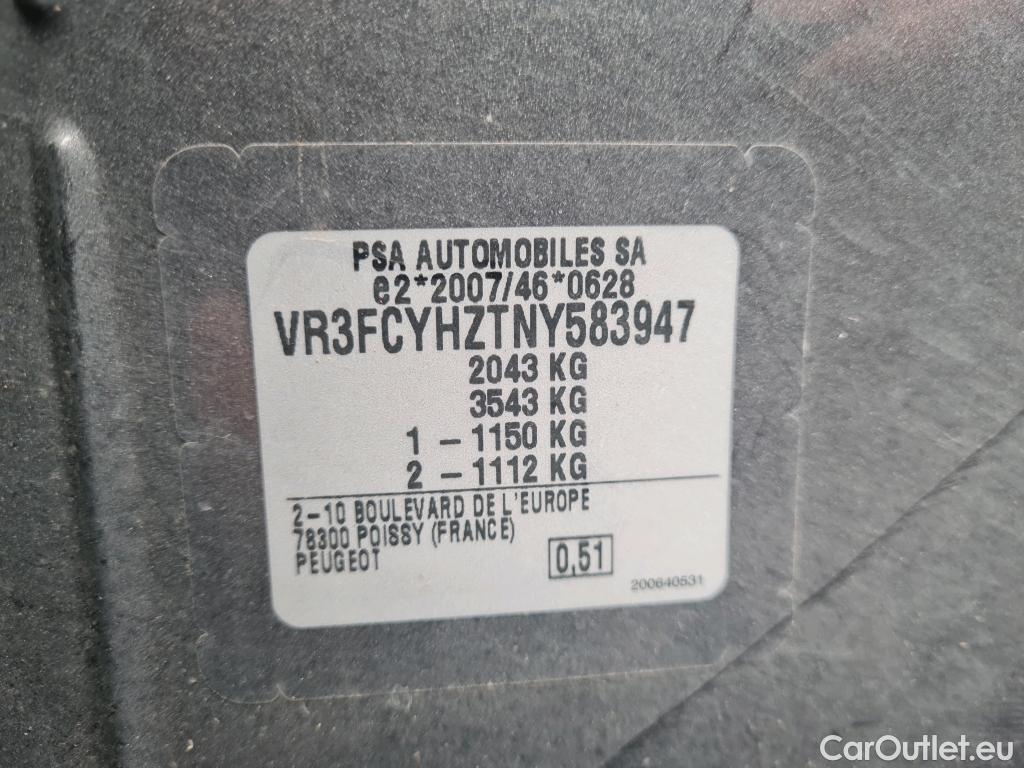 PSA AUTOMOBILES SA
e2*2007/46*0628
VR3FCYHZTNY583947
2043 KG
3543 KG
1 - 1150 KG
2 - 1112 KG
2-10 BOULEVARD DE L'EUROPE
78300 POISSY (FRANCE)
PEUGEOT
0,51
200640531
CarOutlet.eu